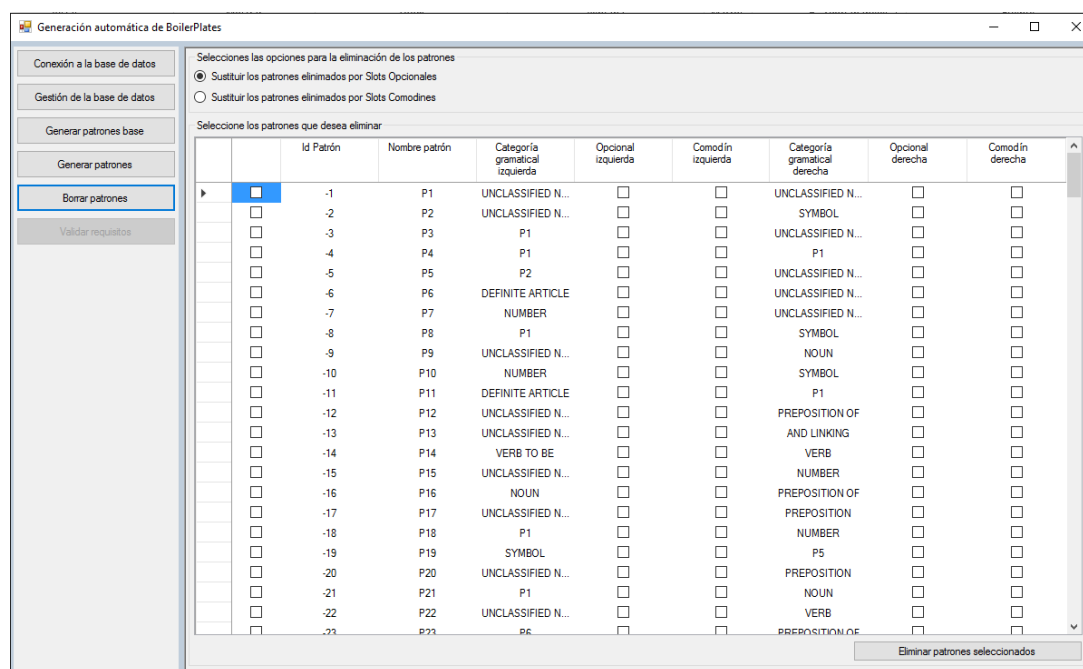 Generación automática de BoilerPlates
Conexión a la base de datos
Gestión de la base de datos
Generar patrones base
Generar patrones
Borrar patrones
Validar requisitos
Selecciones las opciones para la eliminación de los patrones
Sustituir los patrones elinimados por Slots Opcionales
Sustituir los patrones elinimados por Slots Comodines
Seleccione los patrones que desea eliminar
Id Patrón Nombre patrón Categoría gramatical izquierda Opcional izquierda Comodín izquierda Categoría gramatical derecha Opcional derecha Comodín derecha
-1 P1 UNCLASSIFIED N... UNCLASSIFIED N...
-2 P2 UNCLASSIFIED N... SYMBOL
-3 P3 P1 UNCLASSIFIED N...
-4 P4 P1 P1
-5 P5 P2 UNCLASSIFIED N...
-6 P6 DEFINITE ARTICLE UNCLASSIFIED N...
-7 P7 NUMBER UNCLASSIFIED N...
-8 P8 P1 SYMBOL
-9 P9 UNCLASSIFIED N... NOUN
-10 P10 NUMBER SYMBOL
-11 P11 DEFINITE ARTICLE P1
-12 P12 UNCLASSIFIED N... PREPOSITION OF
-13 P13 UNCLASSIFIED N... AND LINKING
-14 P14 VERB TO BE VERB
-15 P15 UNCLASSIFIED N... NUMBER
-16 P16 NOUN PREPOSITION OF
-17 P17 UNCLASSIFIED N... PREPOSITION
-18 P18 P1 NUMBER
-19 P19 SYMBOL P5
-20 P20 UNCLASSIFIED N... PREPOSITION
-21 P21 P1 NOUN
-22 P22 UNCLASSIFIED N... VERB
-23 P23 P6 PREPOSITION OF
Eliminar patrones seleccionados